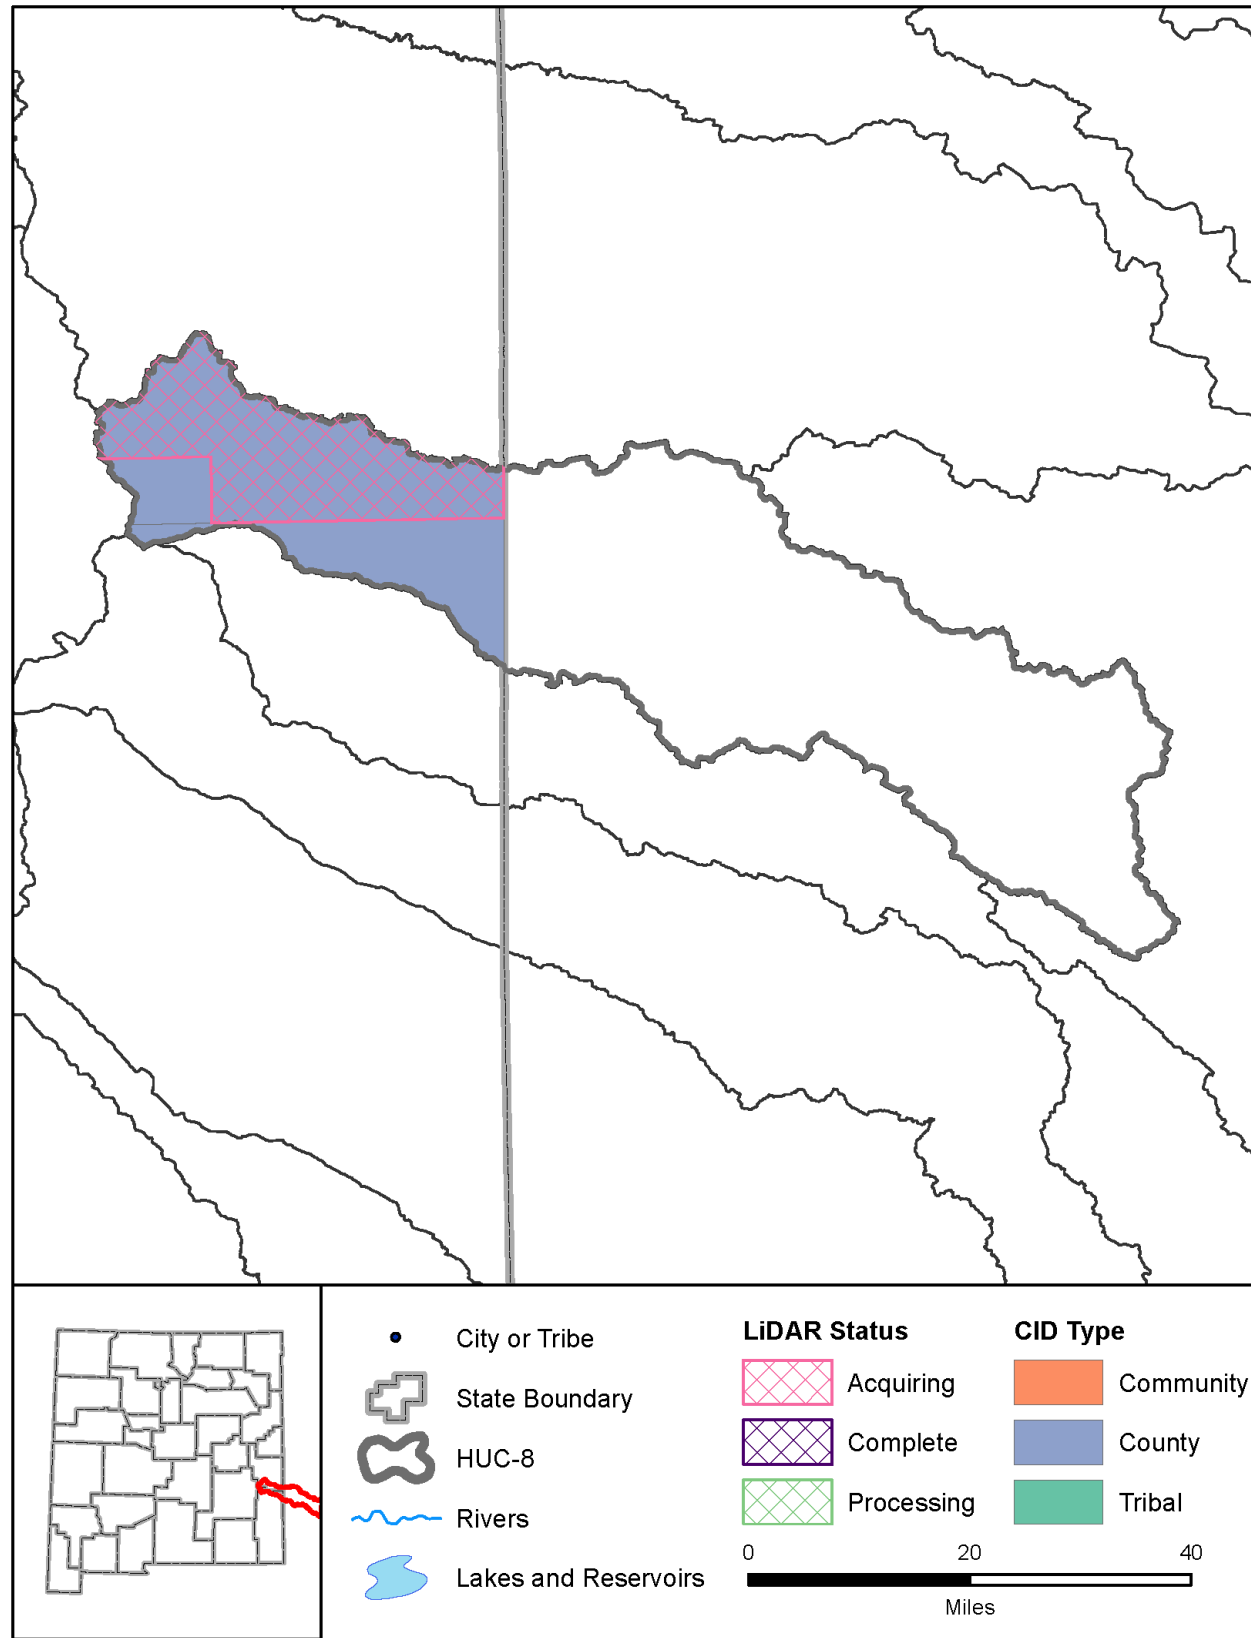 City or Tribe
State Boundary
HUC-8
Rivers
Lakes and Reservoirs
LiDAR Status
Acquiring
Complete
Processing
CID Type
Community
County
Tribal
0 20 40
Miles